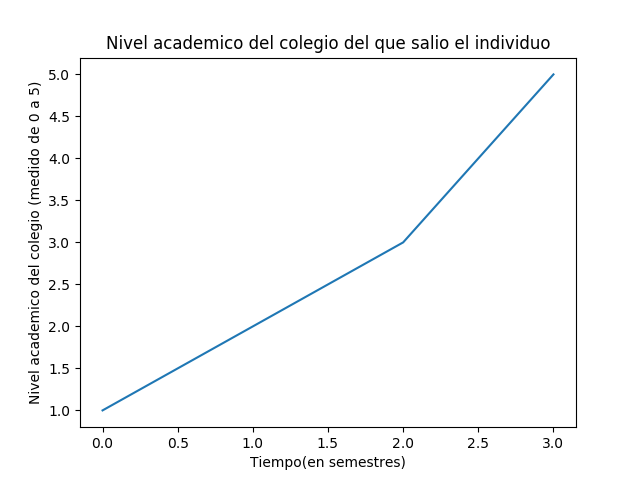 Nivel academico del colegio del que salio el individuo
Nivel academico del colegio (medido de 0 a 5)
5.0
4.5
4.0
3.5
3.0
2.5
2.0
1.5
1.0
0.0 0.5 1.0 1.5 2.0 2.5 3.0
Tiempo(en semestres)